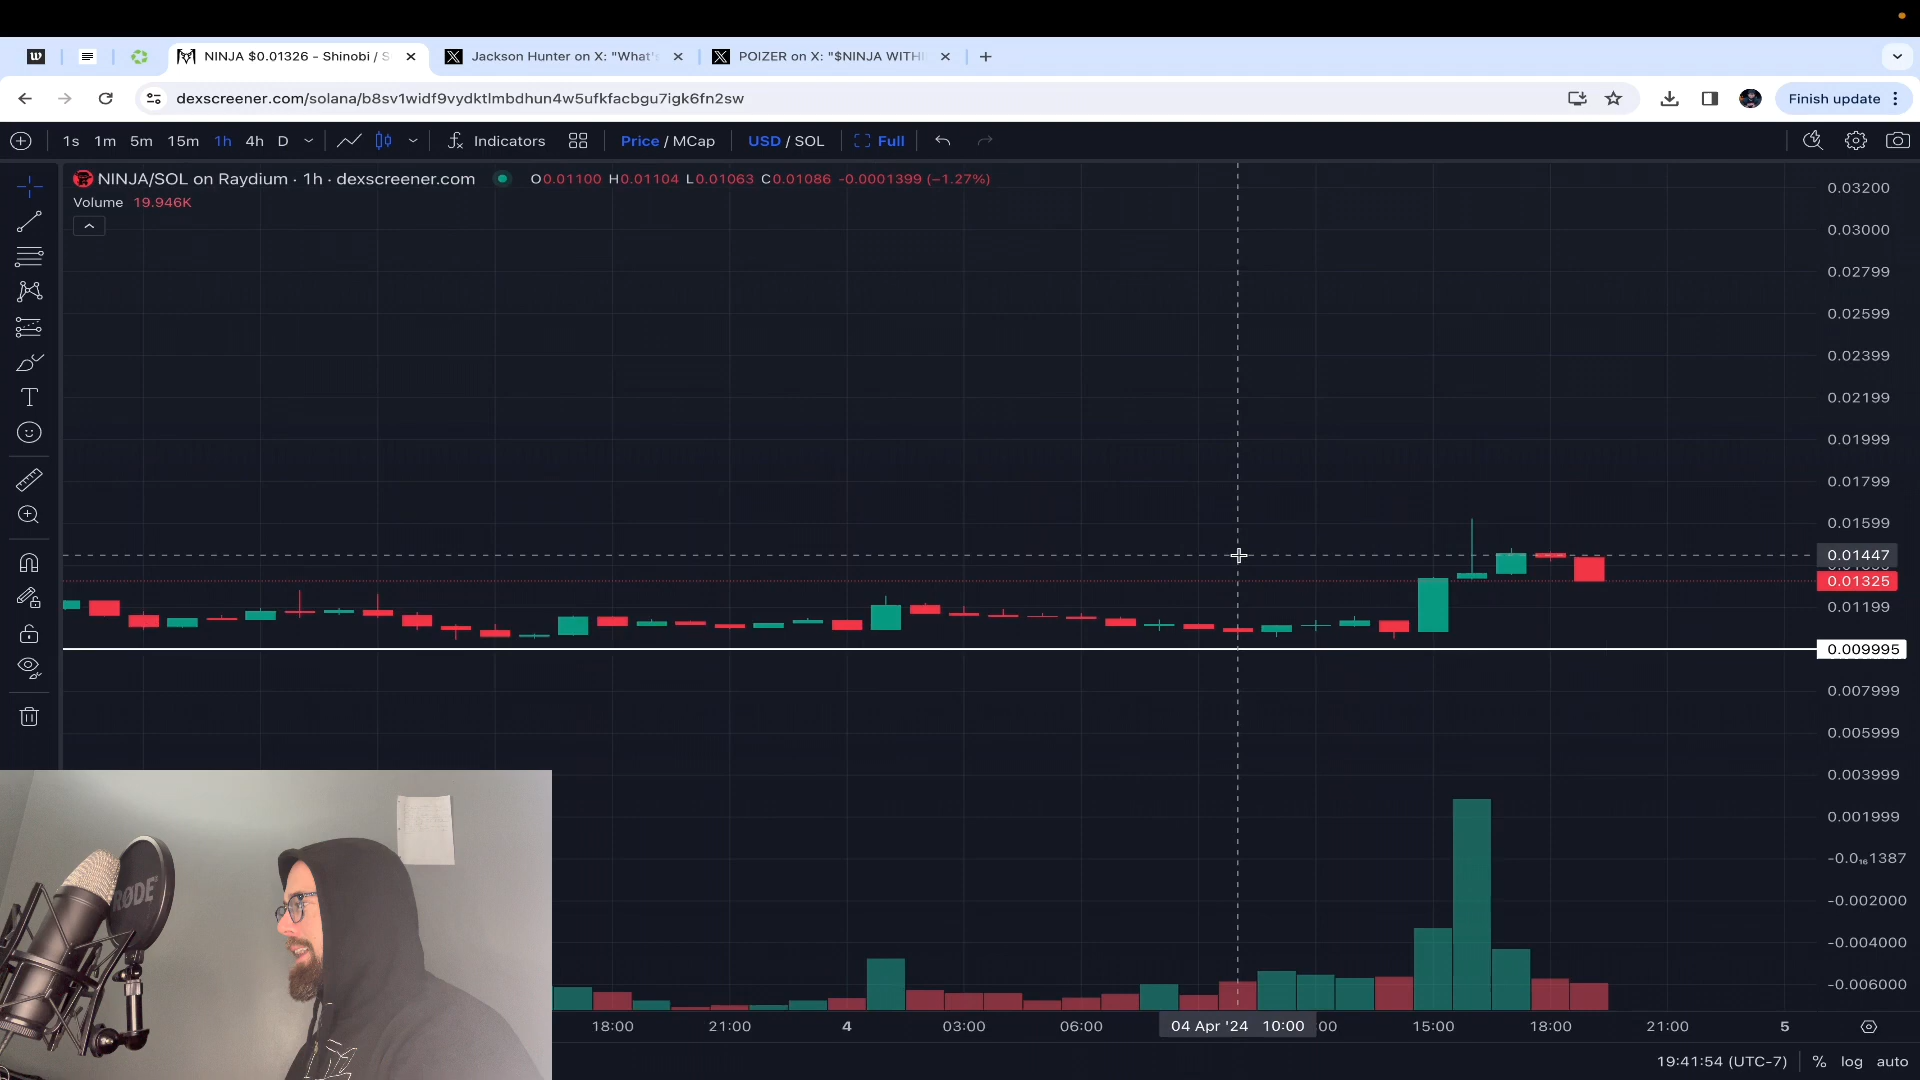 NINJA $0.01326 - Shinobi / S
Jackson Hunter on X: "What'
POIZER on X: "$NINJA WITH
dexscreener.com/solana/b8sv1widf9vydktlmbdhun4w5ufkfacbgu7igk6fn2sw
Finish update
1s 1m 5m 15m 1h 4h D
Indicators
Price / MCap
USD / SOL
Full
NINJA/SOL on Raydium · 1h · dexscreener.com
O0.01100 H0.01104 L0.01063 C0.01086 -0.0001399 (−1.27%)
Volume 19.946K
0.03200
0.03000
0.02799
0.02599
0.02399
0.02199
0.01999
0.01799
0.01599
0.01447
0.01325
0.01199
0.009995
0.007999
0.005999
0.003999
0.001999
-0.0₁₆1387
-0.002000
-0.004000
-0.006000
RØDE
18:00 21:00 4 03:00 06:00 04 Apr '24 10:00 :00 15:00 18:00 21:00 5
19:41:54 (UTC-7) % log auto